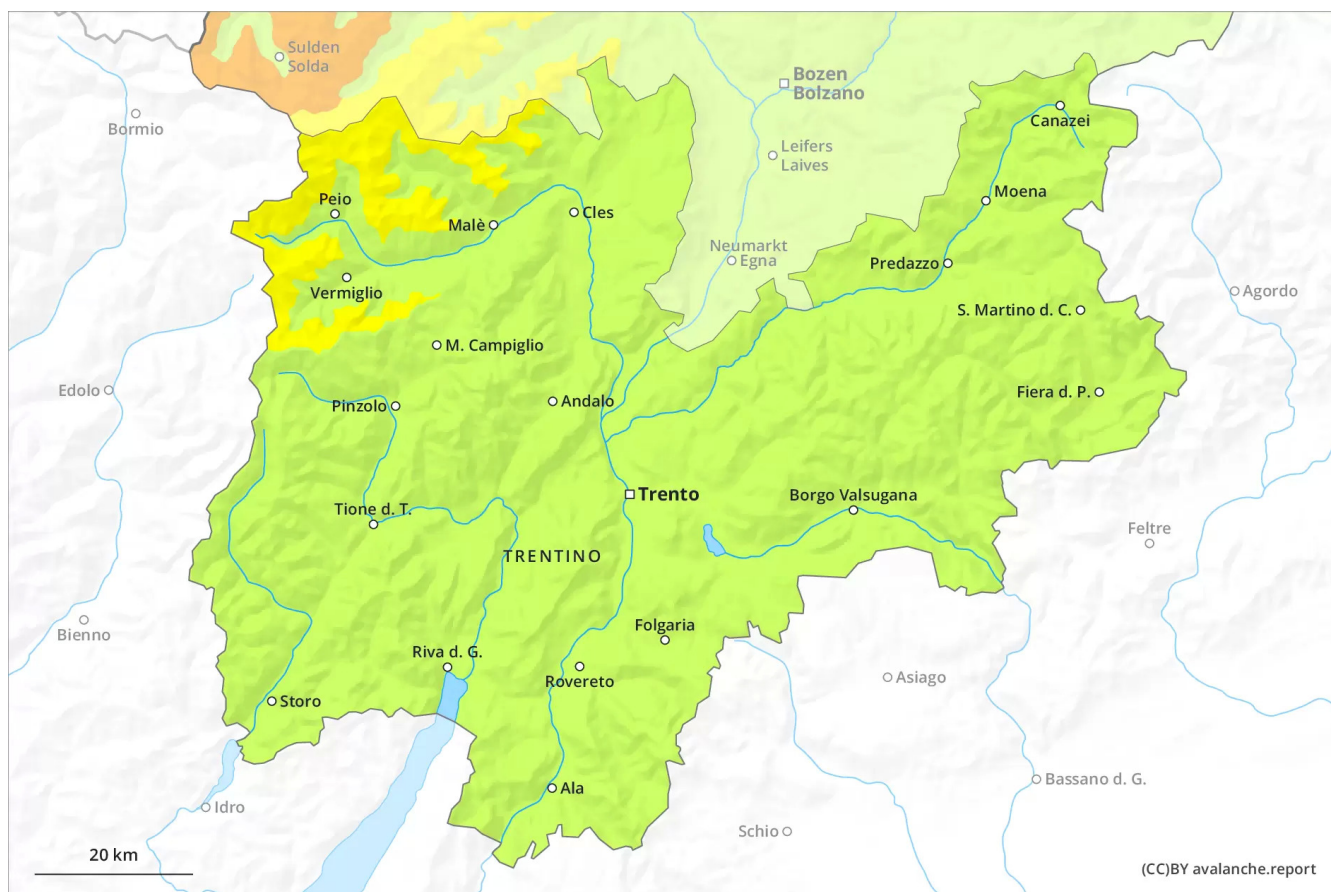 Sulden
Solda
Bozen
Bolzano
Bormio
Canazei
Leifers
Laives
Peio
Moena
Malè
Cles
Neumarkt
Egna
Predazzo
Vermiglio
Agordo
S. Martino d. C.
M. Campiglio
Edolo
Fiera d. P.
Pinzolo
Andalo
Trento
Borgo Valsugana
Tione d. T.
Feltre
TRENTINO
Bienno
Folgaria
Riva d. G.
Rovereto
Asiago
Storo
Bassano d. G.
Ala
Idro
Schio
20 km
(CC)BY avalanche.report